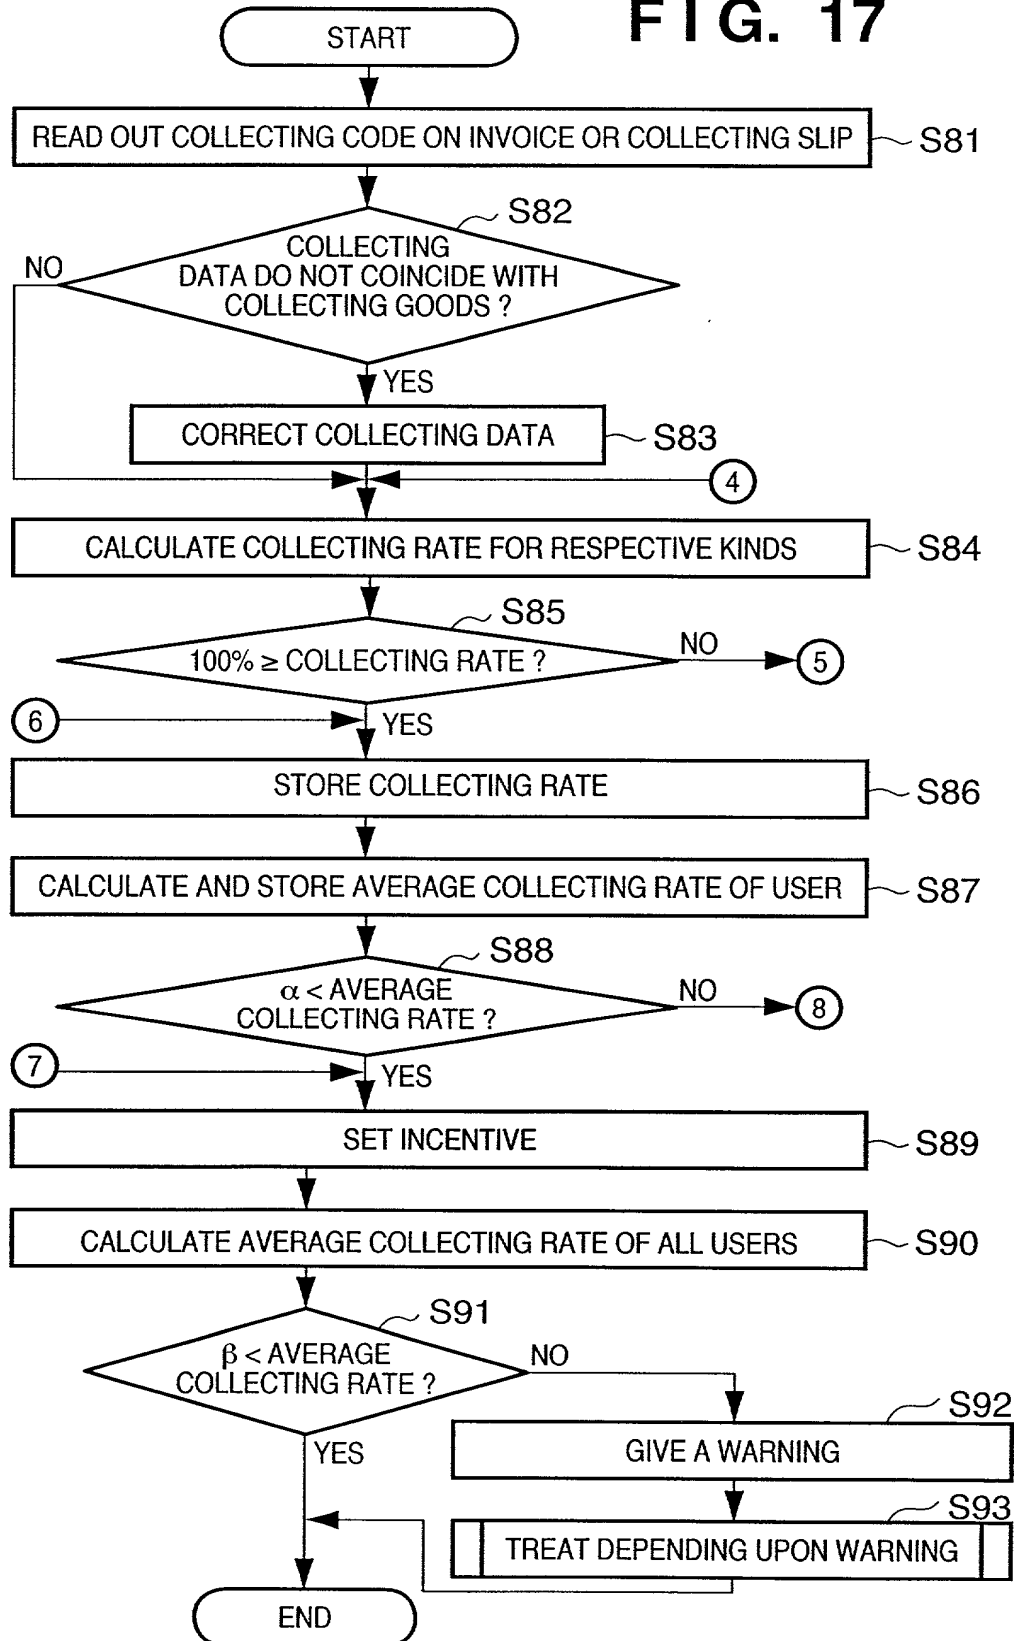 FIG. 17
START
READ OUT COLLECTING CODE ON INVOICE OR COLLECTING SLIP
S81
S82
COLLECTING
DATA DO NOT COINCIDE WITH
COLLECTING GOODS ?
NO
YES
CORRECT COLLECTING DATA
S83
4
CALCULATE COLLECTING RATE FOR RESPECTIVE KINDS
S84
S85
100% ≥ COLLECTING RATE ?
NO
5
6
YES
STORE COLLECTING RATE
S86
CALCULATE AND STORE AVERAGE COLLECTING RATE OF USER
S87
S88
α < AVERAGE
COLLECTING RATE ?
NO
8
7
YES
SET INCENTIVE
S89
CALCULATE AVERAGE COLLECTING RATE OF ALL USERS
S90
S91
β < AVERAGE
COLLECTING RATE ?
NO
YES
S92
GIVE A WARNING
S93
TREAT DEPENDING UPON WARNING
END